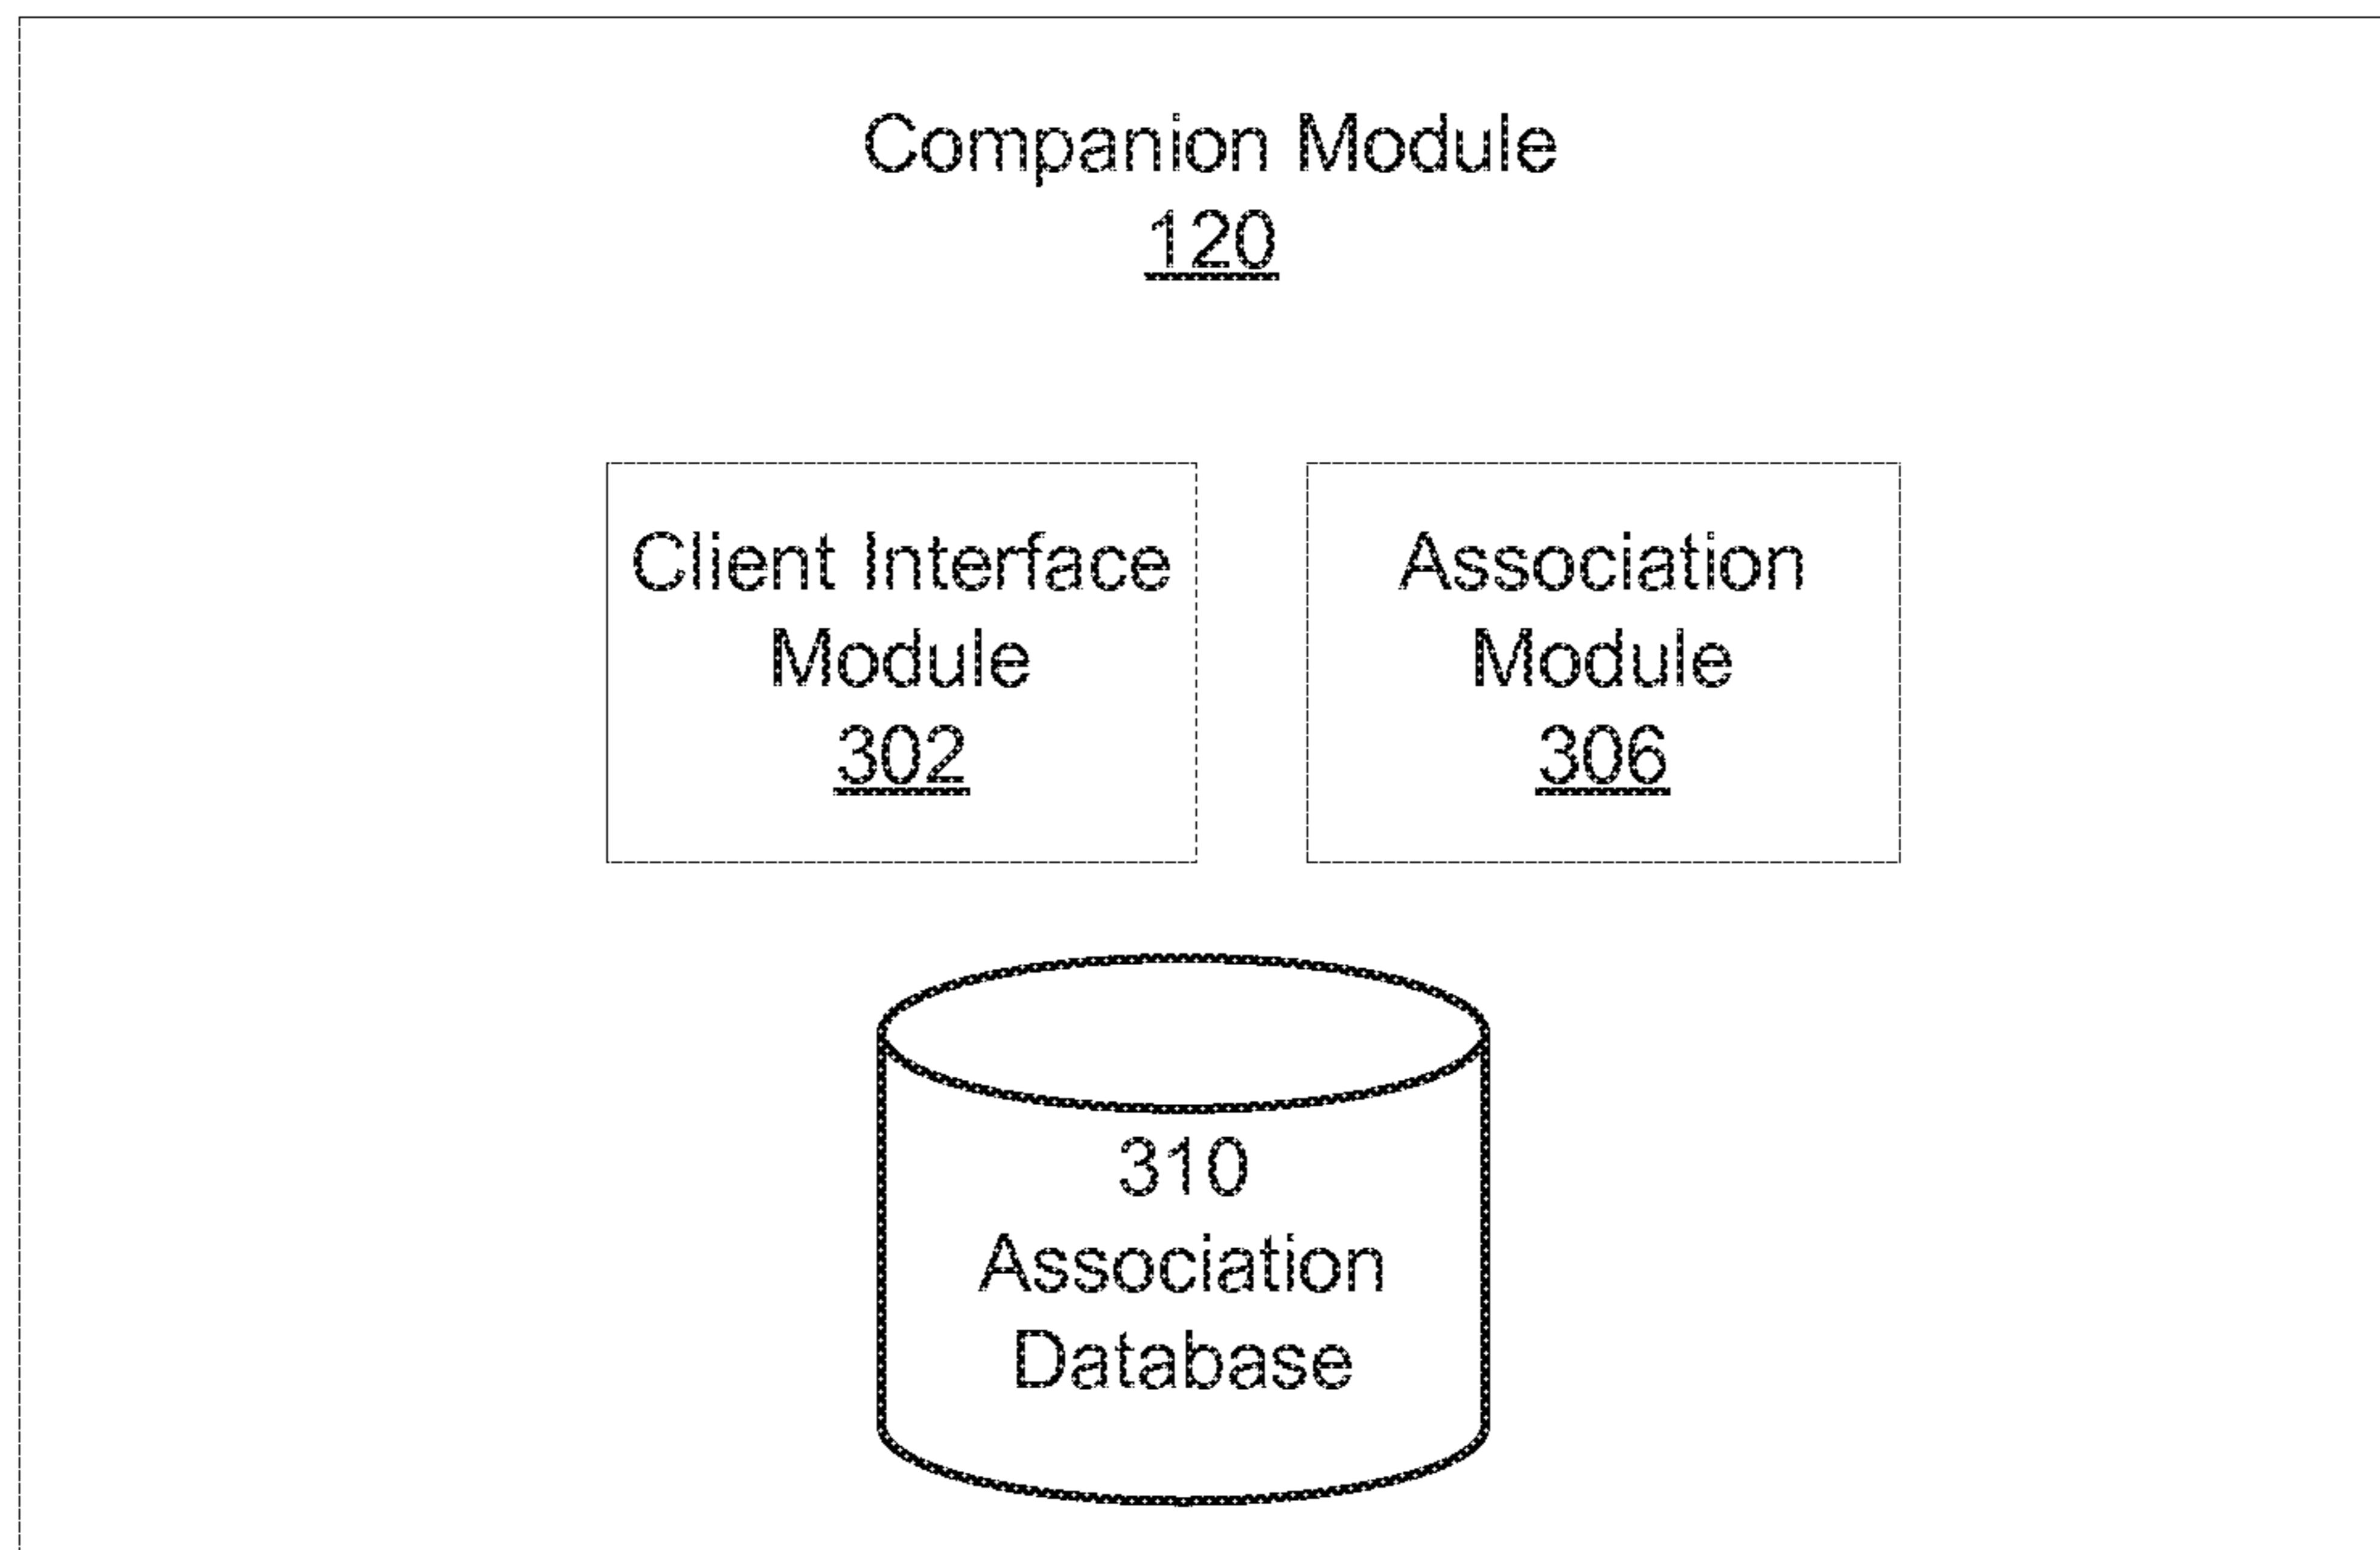 Companion Module
120
Client Interface
Module
302
Association
Module
306
310
Association
Database